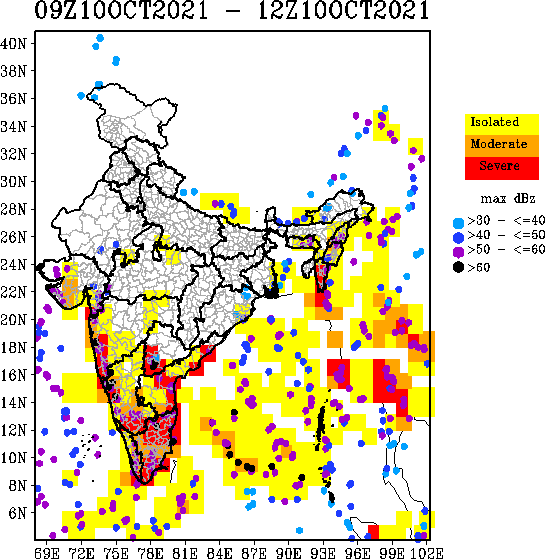 09Z10OCT2021 - 12Z10OCT2021
40N
38N
36N
34N
32N
30N
28N
26N
24N
22N
20N
18N
16N
14N
12N
10N
8N
6N
69E 72E 75E 78E 81E 84E 87E 90E 93E 96E 99E 102E
Isolated
Moderate
Severe
max dBz
>30 - <=40
>40 - <=50
>50 - <=60
>60